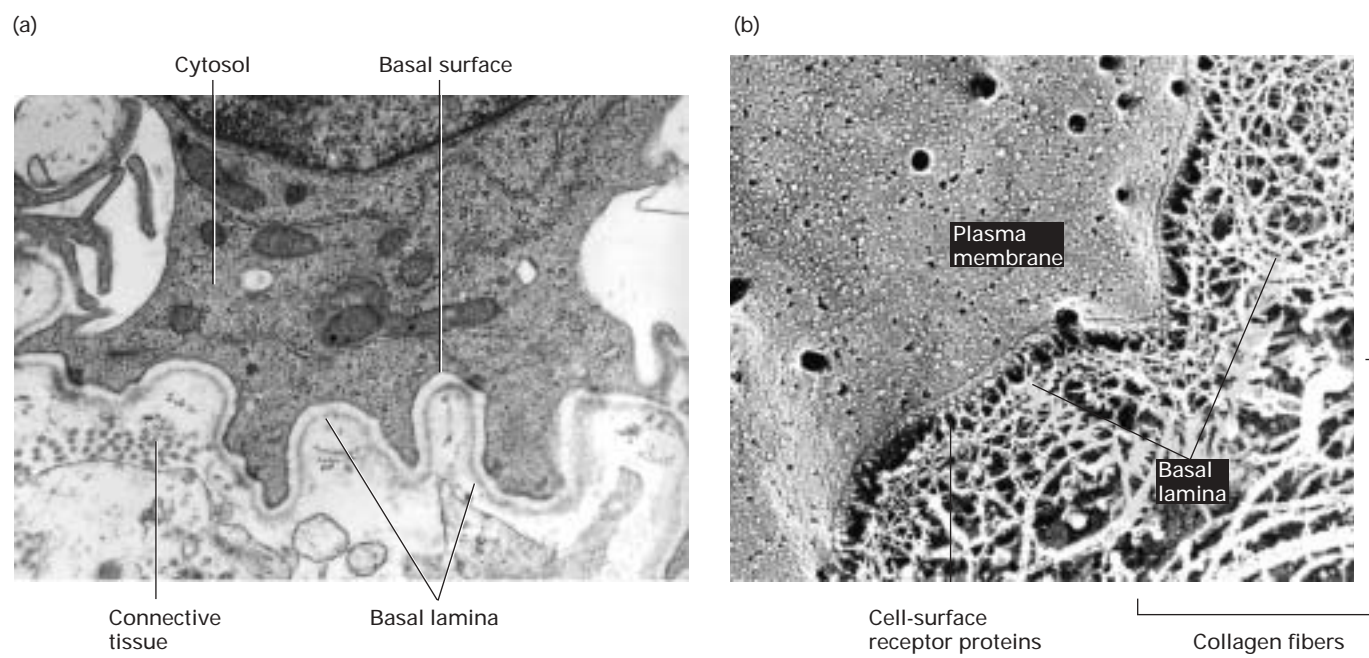 (a)
Cytosol
Basal surface
Connective
tissue
Basal lamina
(b)
Plasma
membrane
Basal
lamina
Cell-surface
receptor proteins
Collagen fibers